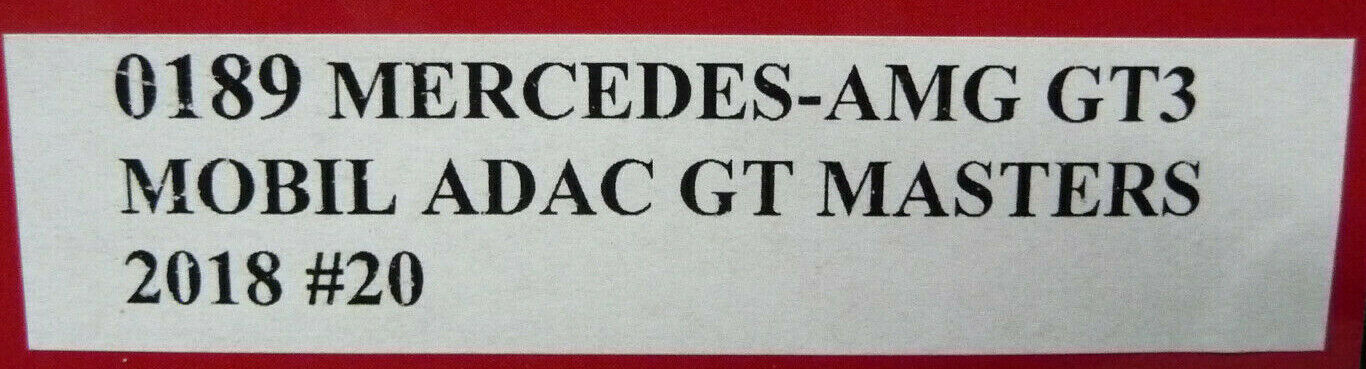 0189 MERCEDES-AMG GT3
MOBIL ADAC GT MASTERS
2018 #20